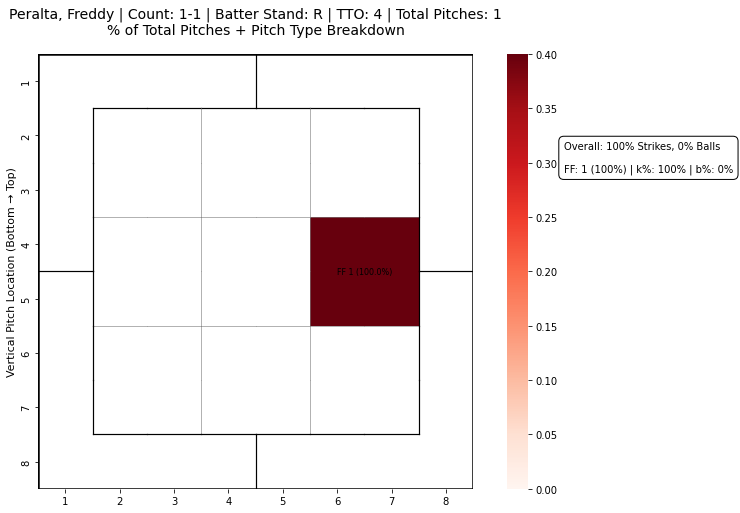 Peralta, Freddy | Count: 1-1 | Batter Stand: R | TTO: 4 | Total Pitches: 1
% of Total Pitches + Pitch Type Breakdown
Vertical Pitch Location (Bottom → Top)
1
2
3
4
5
6
7
8
FF:1 (100.0%)
1 2 3 4 5 6 7 8
0.40
0.35
0.30
0.25
0.20
0.15
0.10
0.05
0.00
Overall: 100% Strikes, 0% Balls
FF: 1 (100%) | k%: 100% | b%: 0%